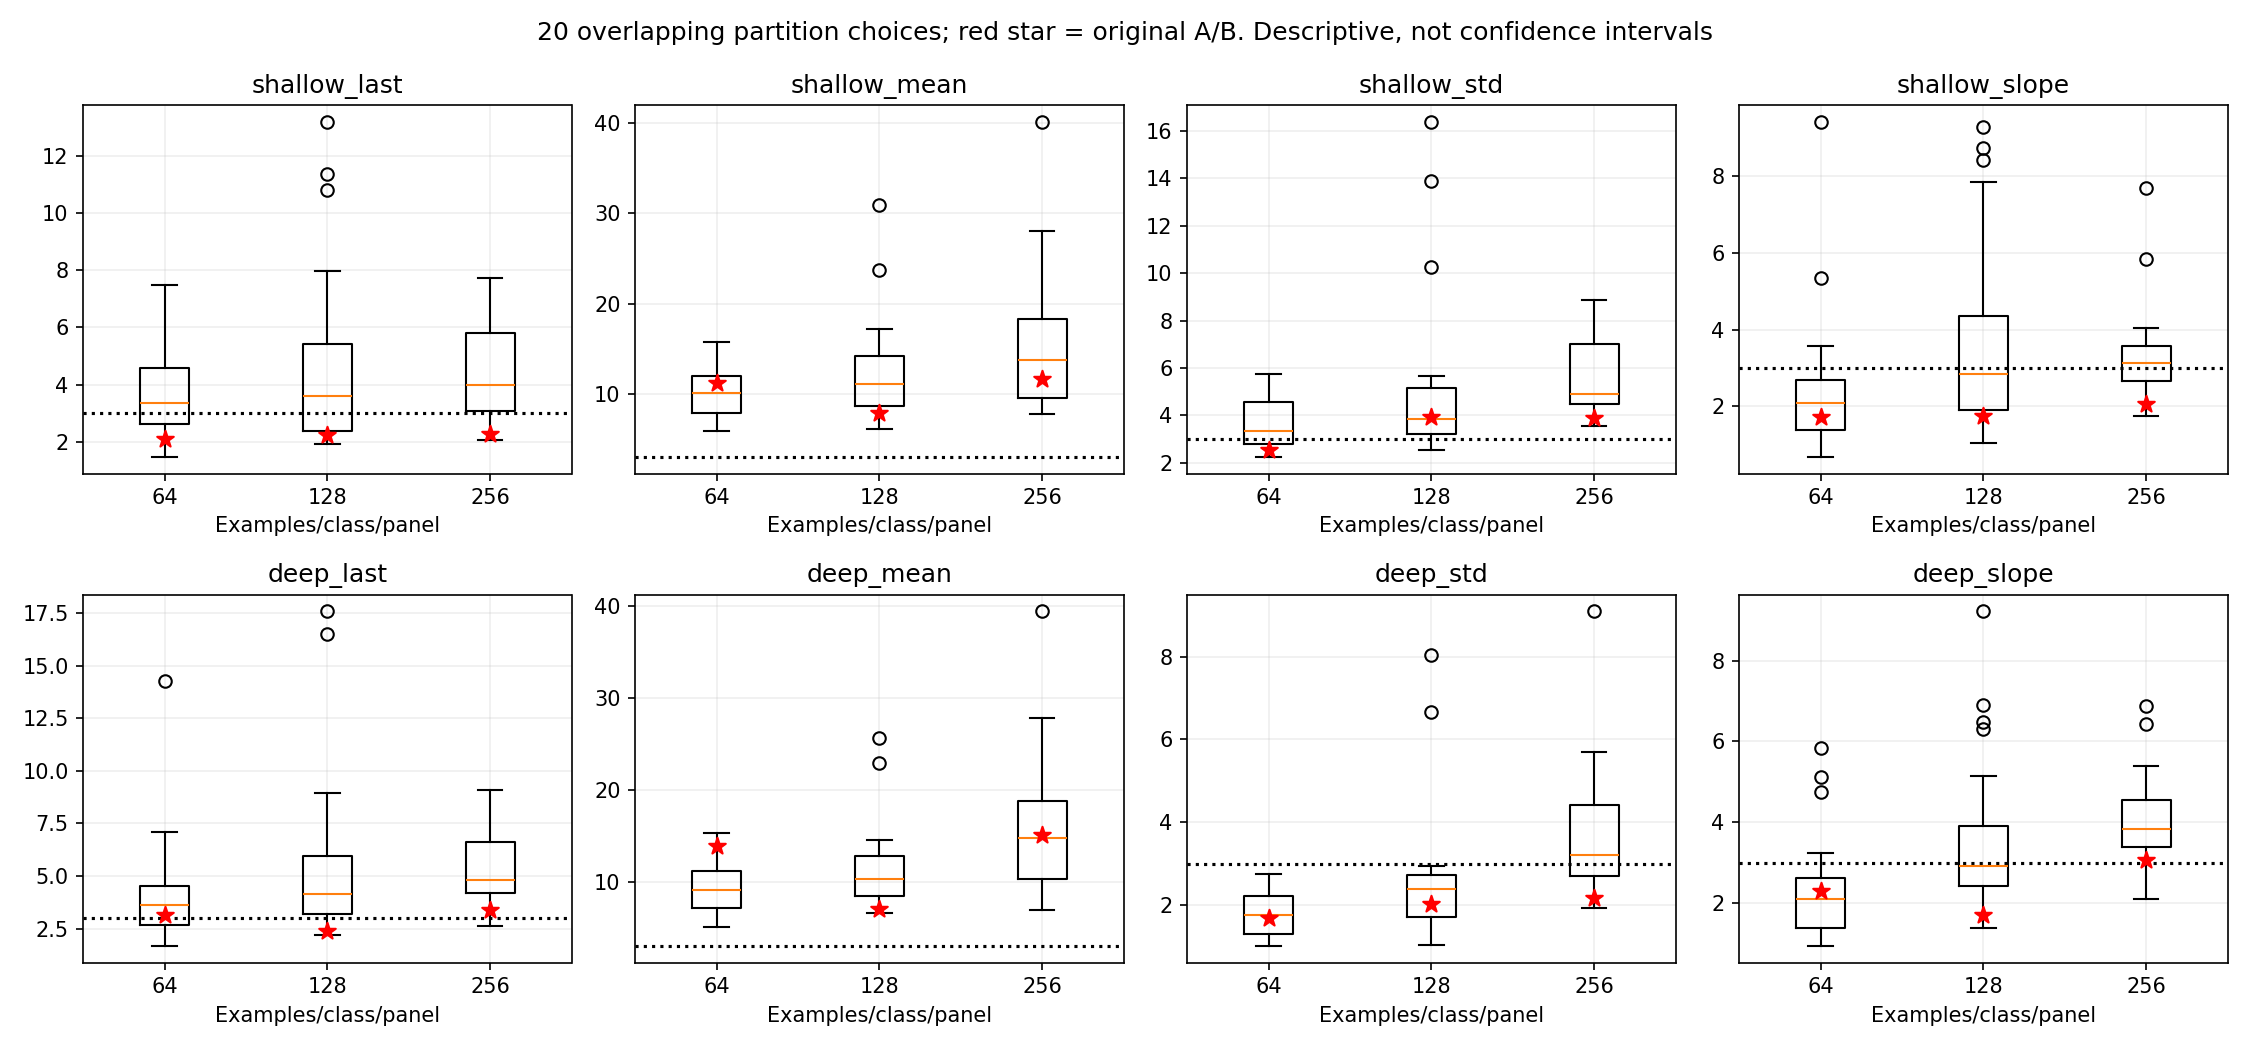 20 overlapping partition choices; red star = original A/B. Descriptive, not confidence intervals
shallow_last
12
10
8
6
4
2
64 128 256
Examples/class/panel
shallow_mean
40
30
20
10
64 128 256
Examples/class/panel
shallow_std
16
14
12
10
8
6
4
2
64 128 256
Examples/class/panel
shallow_slope
8
6
4
2
64 128 256
Examples/class/panel
deep_last
17.5
15.0
12.5
10.0
7.5
5.0
2.5
64 128 256
Examples/class/panel
deep_mean
40
30
20
10
64 128 256
Examples/class/panel
deep_std
8
6
4
2
64 128 256
Examples/class/panel
deep_slope
8
6
4
2
64 128 256
Examples/class/panel